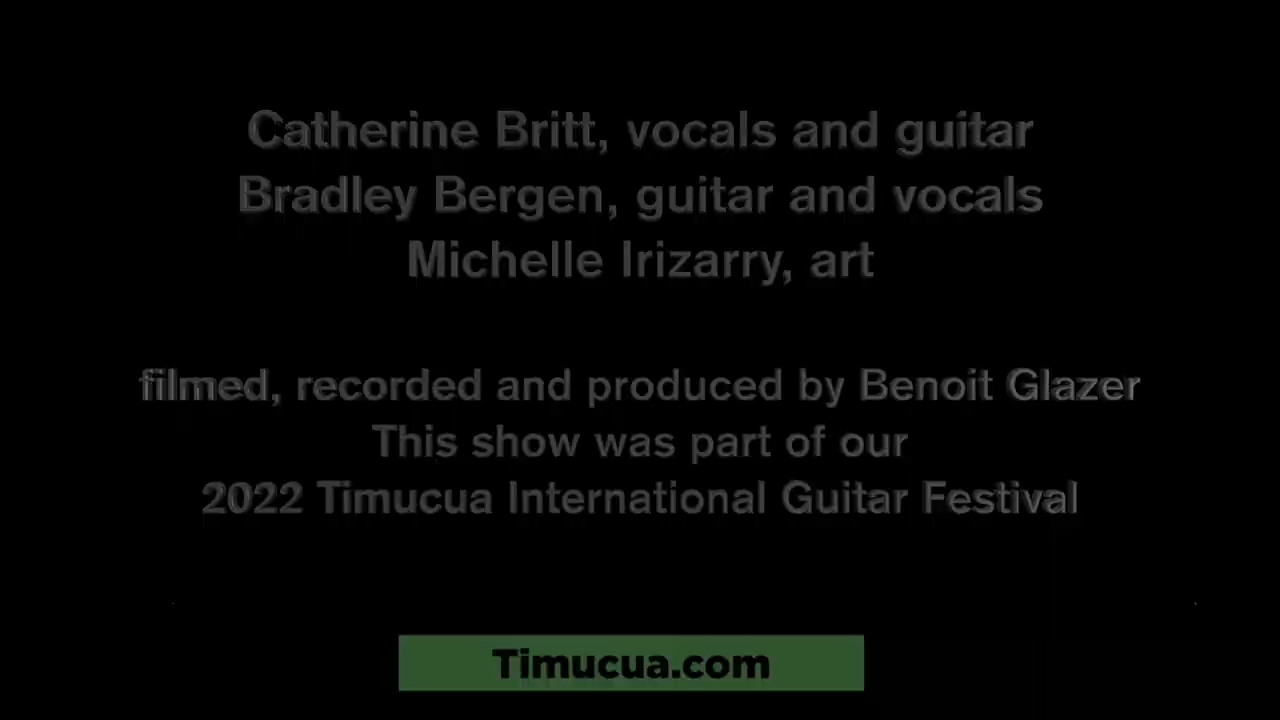 Catherine Britt, vocals and guitar
Bradley Bergen, guitar and vocals
Michelle Irizarry, art
filmed, recorded and produced by Benoit Glazer
This show was part of our
2022 Timucua International Guitar Festival
Timucua.com